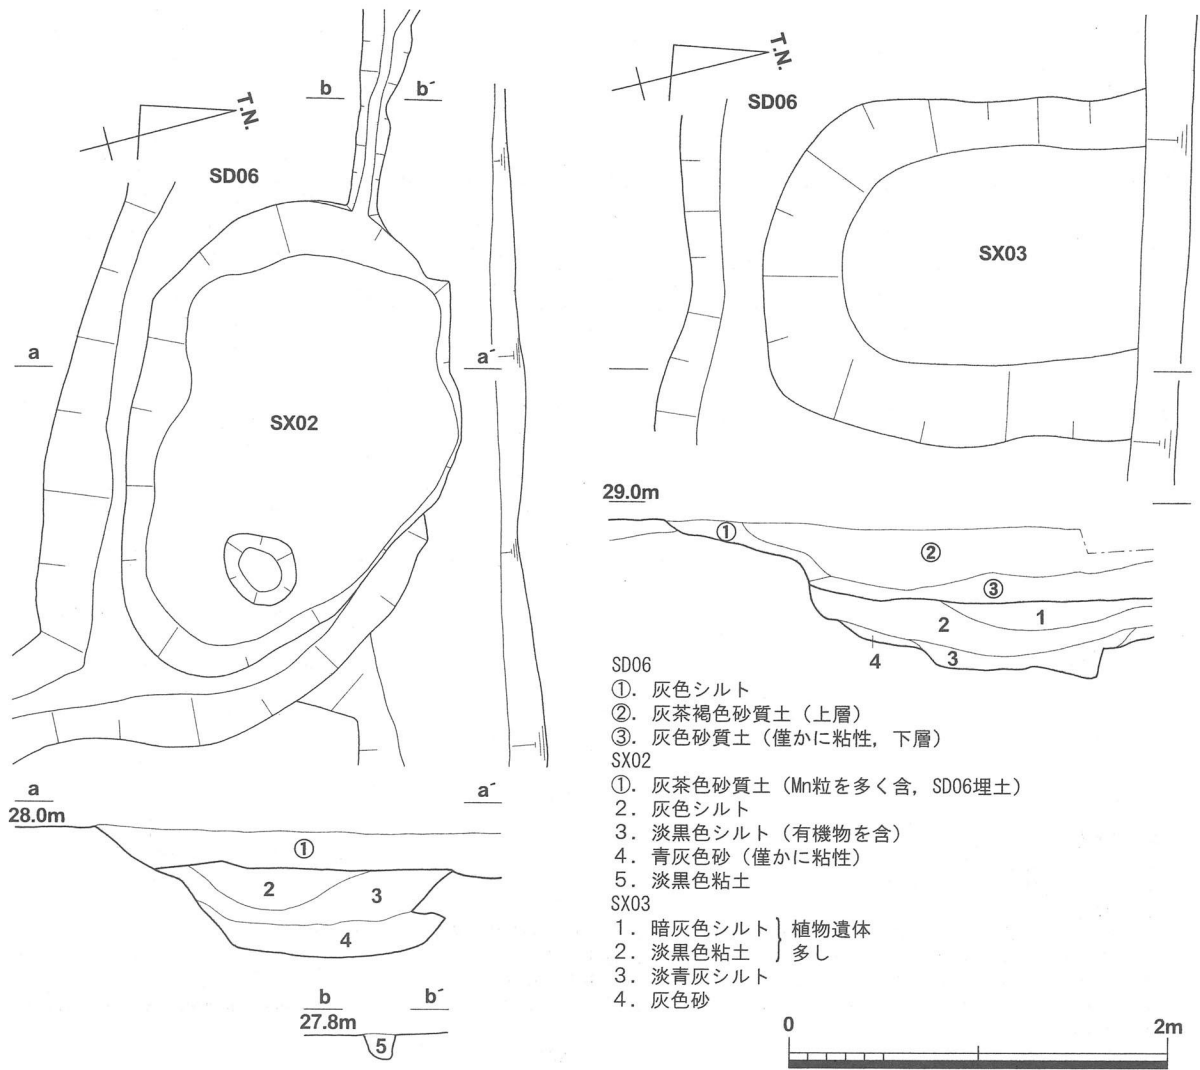 T.N.
SD06
b
b´
a
a´
SX02
a
28.0m
a´
①
2
3
4
b
27.8m
b´
5
T.N.
SD06
SX03
29.0m
①
②
③
1
2
3
4
SD06
①. 灰色シルト
②. 灰茶褐色砂質土（上層）
③. 灰色砂質土（僅かに粘性，下層）
SX02
①. 灰茶色砂質土（Mn粒を多く含，SD06埋土）
2. 灰色シルト
3. 淡黒色シルト（有機物を含）
4. 青灰色砂（僅かに粘性）
5. 淡黒色粘土
SX03
1. 暗灰色シルト 植物遺体
2. 淡黒色粘土 多し
3. 淡青灰シルト
4. 灰色砂
0 2m